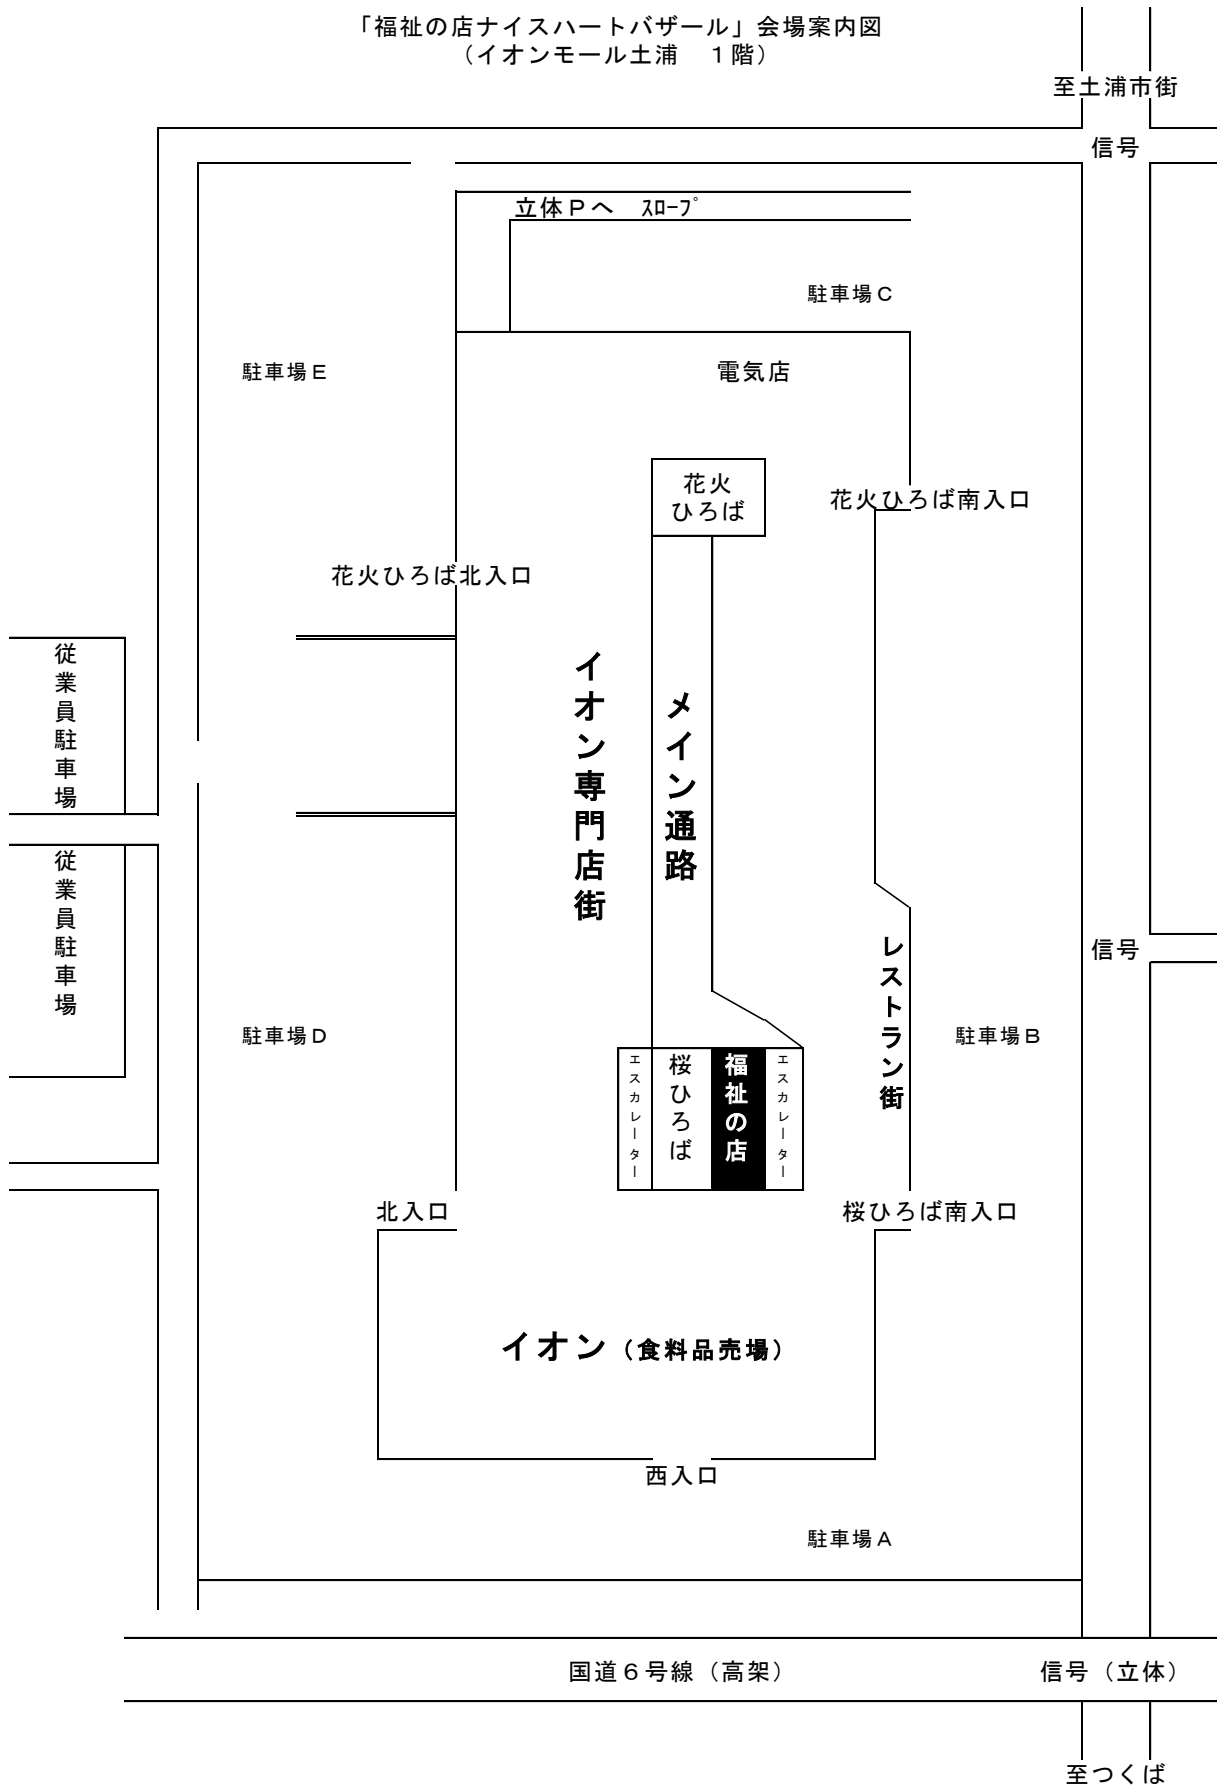 「福祉の店ナイスハートバザール」会場案内図
（イオンモール土浦　１階）
至土浦市街
信号
立体Ｐへ　ｽﾛｰﾌﾟ
駐車場Ｃ
駐車場Ｅ
電気店
花火
ひろば
花火ひろば南入口
花火ひろば北入口
従業員駐車場
イオン専門店街
メイン通路
従業員駐車場
レストラン街
信号
駐車場Ｄ
駐車場Ｂ
エスカレーター
桜ひろば
福祉の店
エスカレーター
北入口
桜ひろば南入口
イオン（食料品売場）
西入口
駐車場Ａ
国道６号線（高架）
信号（立体）
至つくば